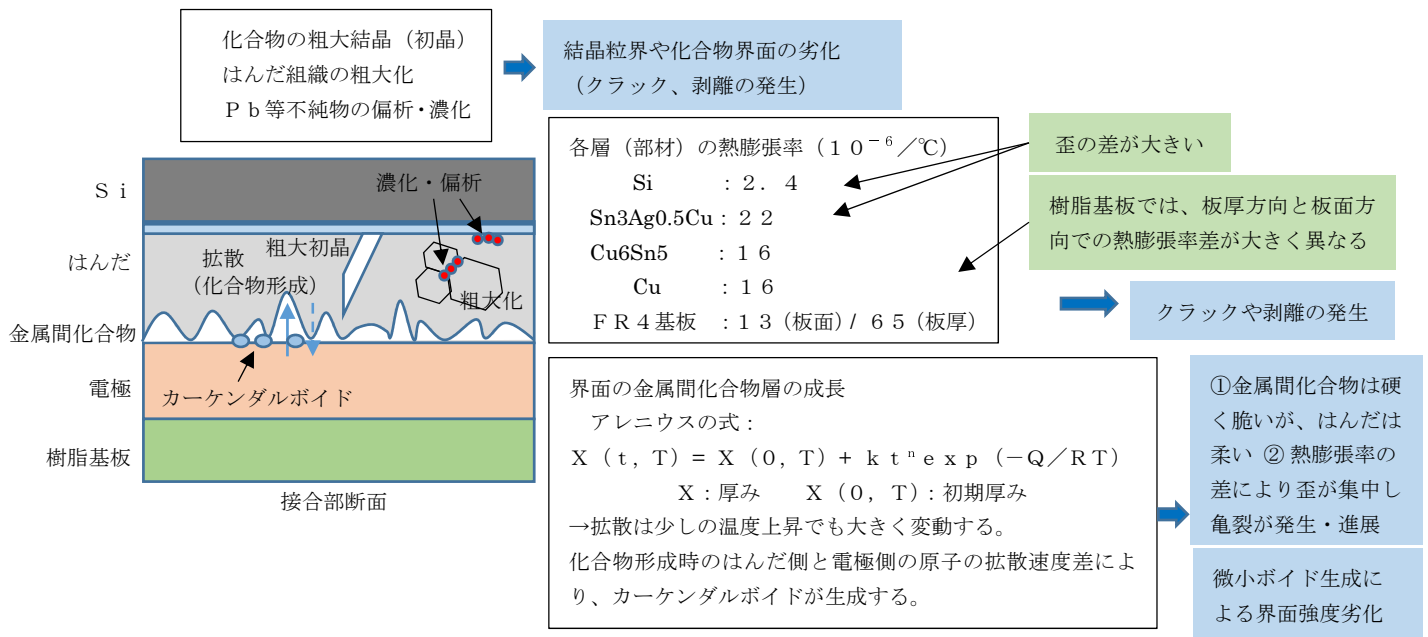 化合物の粗大結晶（初晶）
はんだ組織の粗大化
Ｐｂ等不純物の偏析・濃化
結晶粒界や化合物界面の劣化
（クラック、剥離の発生）
Ｓｉ
はんだ
金属間化合物
電極
樹脂基板
濃化・偏析
粗大初晶
拡散
（化合物形成）
粗大化
カーケンダルボイド
接合部断面
各層（部材）の熱膨張率（１０⁻⁶／℃）
Si ：２．４
Sn3Ag0.5Cu：２２
Cu6Sn5 ：１６
Cu ：１６
ＦＲ４基板 ：１３（板面）/ ６５（板厚）
歪の差が大きい
樹脂基板では、板厚方向と板面方
向での熱膨張率差が大きく異なる
クラックや剥離の発生
界面の金属間化合物層の成長
アレニウスの式：
Ｘ（ｔ，Ｔ）＝Ｘ（０，Ｔ）＋ｋｔⁿｅｘｐ（－Ｑ／ＲＴ）
Ｘ：厚み Ｘ（０，Ｔ）：初期厚み
→拡散は少しの温度上昇でも大きく変動する。
化合物形成時のはんだ側と電極側の原子の拡散速度差によ
り、カーケンダルボイドが生成する。
①金属間化合物は硬
く脆いが、はんだは
柔い ② 熱膨張率の
差により歪が集中し
亀裂が発生・進展
微小ボイド生成に
よる界面強度劣化